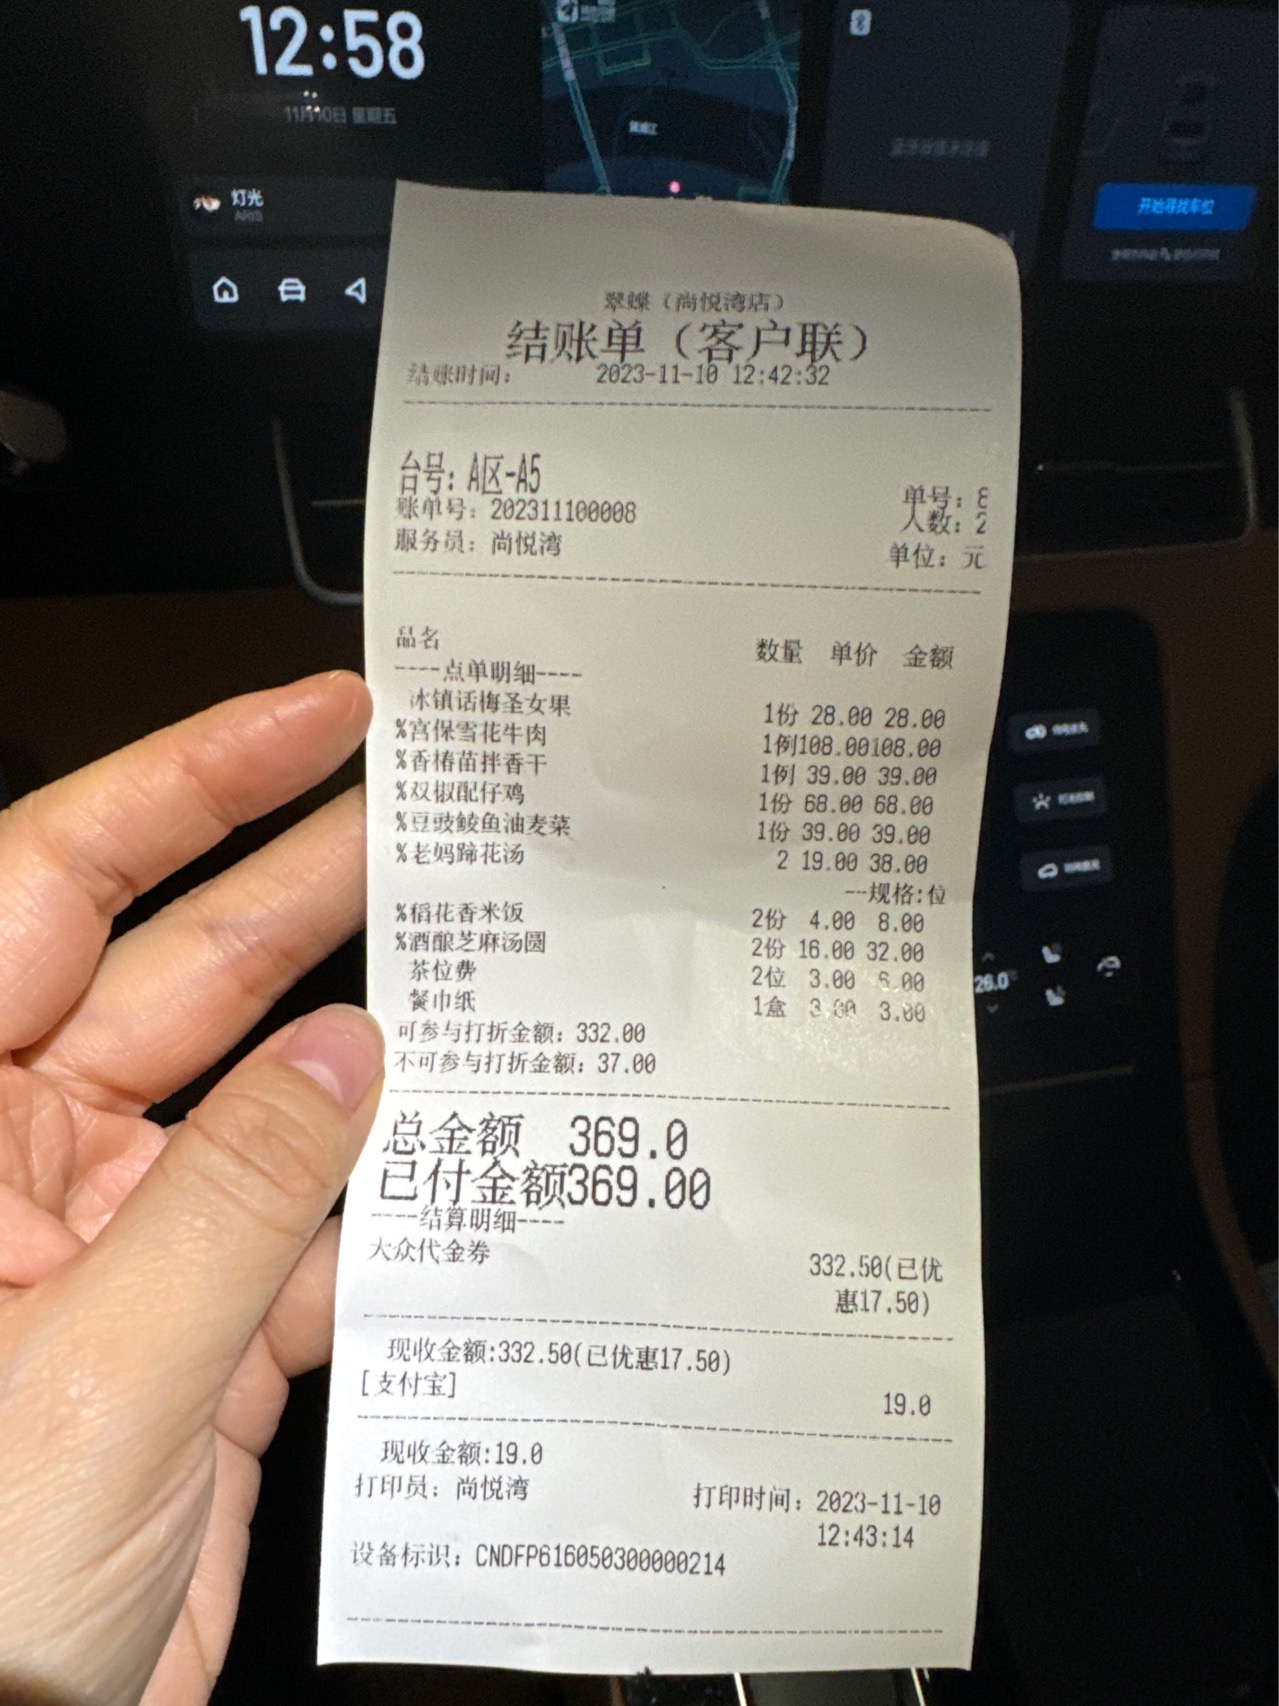 12:58
11月10日 星期五
灯光
开始寻找车位
翠蝶（尚悦湾店）
结账单（客户联）
结账时间： 2023-11-10 12:42:32
台号: A区-A5
单号: 8
账单号: 202311100008
人数: 2
服务员: 尚悦湾
单位: 元
品名 数量 单价 金额
----点单明细----
冰镇话梅圣女果 1份 28.00 28.00
%宫保雪花牛肉 1例108.00108.00
%香椿苗拌香干 1例 39.00 39.00
%双椒配仔鸡 1份 68.00 68.00
%豆豉鲮鱼油麦菜 1份 39.00 39.00
%老妈蹄花汤 2 19.00 38.00
---规格:位
%稻花香米饭 2份 4.00 8.00
%酒酿芝麻汤圆 2份 16.00 32.00
茶位费 2位 3.00 6.00
餐巾纸 1盒 3.00 3.00
可参与打折金额: 332.00
不可参与打折金额: 37.00
总金额 369.0
已付金额369.00
----结算明细----
大众代金券 332.50(已优
惠17.50)
现收金额:332.50(已优惠17.50)
[支付宝] 19.0
现收金额:19.0
打印员: 尚悦湾 打印时间: 2023-11-10
12:43:14
设备标识: CNDFP616050300000214
26.0